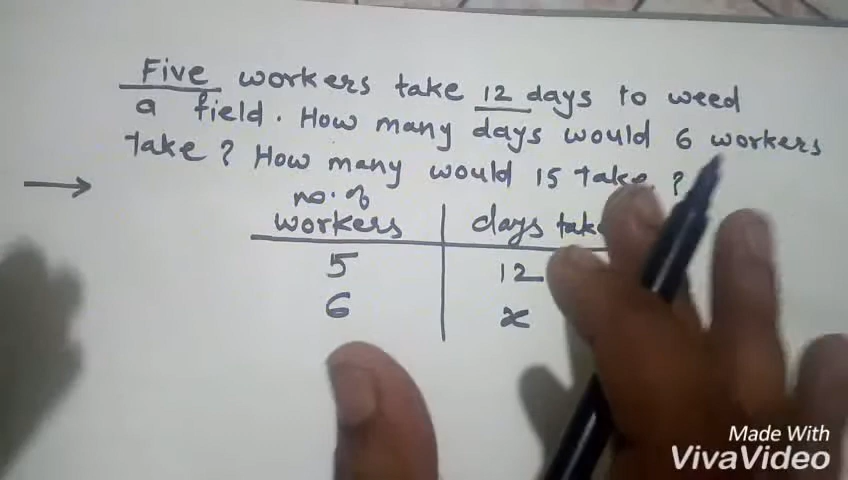 Five workers take 12 days to weed
a field. How many days would 6 workers
take? How many would 15 take?
no. of
workers days
5 12
6 x
Made With
VivaVideo